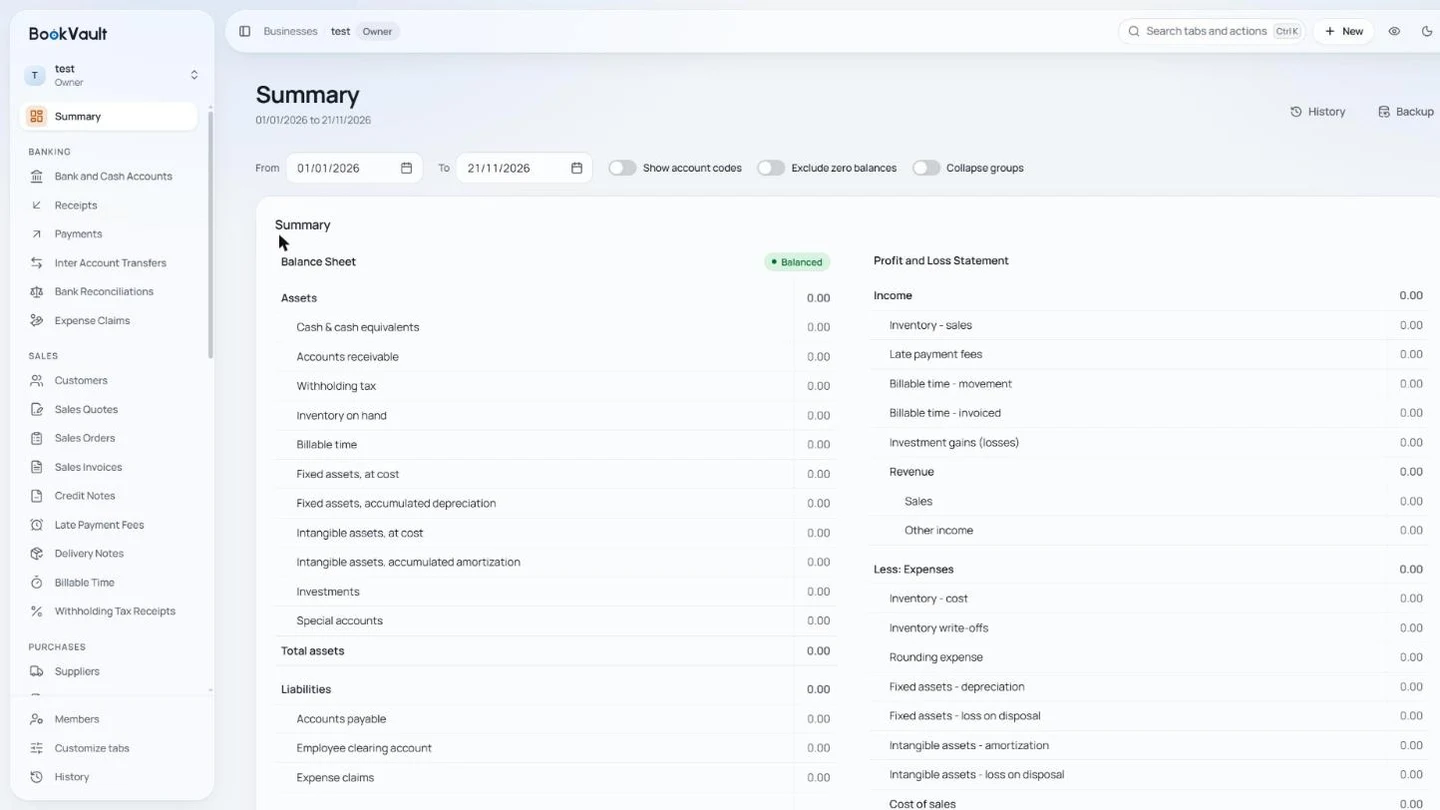 BookVault
T
test
Owner
Summary
BANKING
Bank and Cash Accounts
Receipts
Payments
Inter Account Transfers
Bank Reconciliations
Expense Claims
SALES
Customers
Sales Quotes
Sales Orders
Sales Invoices
Credit Notes
Late Payment Fees
Delivery Notes
Billable Time
Withholding Tax Receipts
PURCHASES
Suppliers
Members
Customize tabs
History
Businesses test Owner
Search tabs and actions Ctrl K
New
Summary
01/01/2026 to 21/11/2026
History Backup
From 01/01/2026 To 21/11/2026 Show account codes Exclude zero balances Collapse groups
Summary
Balance Sheet Balanced
Assets 0.00
Cash & cash equivalents 0.00
Accounts receivable 0.00
Withholding tax 0.00
Inventory on hand 0.00
Billable time 0.00
Fixed assets, at cost 0.00
Fixed assets, accumulated depreciation 0.00
Intangible assets, at cost 0.00
Intangible assets, accumulated amortization 0.00
Investments 0.00
Special accounts 0.00
Total assets 0.00
Liabilities 0.00
Accounts payable 0.00
Employee clearing account 0.00
Expense claims 0.00
Profit and Loss Statement
Income 0.00
Inventory - sales 0.00
Late payment fees 0.00
Billable time - movement 0.00
Billable time - invoiced 0.00
Investment gains (losses) 0.00
Revenue 0.00
Sales 0.00
Other income 0.00
Less: Expenses 0.00
Inventory - cost 0.00
Inventory write-offs 0.00
Rounding expense 0.00
Fixed assets - depreciation 0.00
Fixed assets - loss on disposal 0.00
Intangible assets - amortization 0.00
Intangible assets - loss on disposal 0.00
Cost of sales 0.00